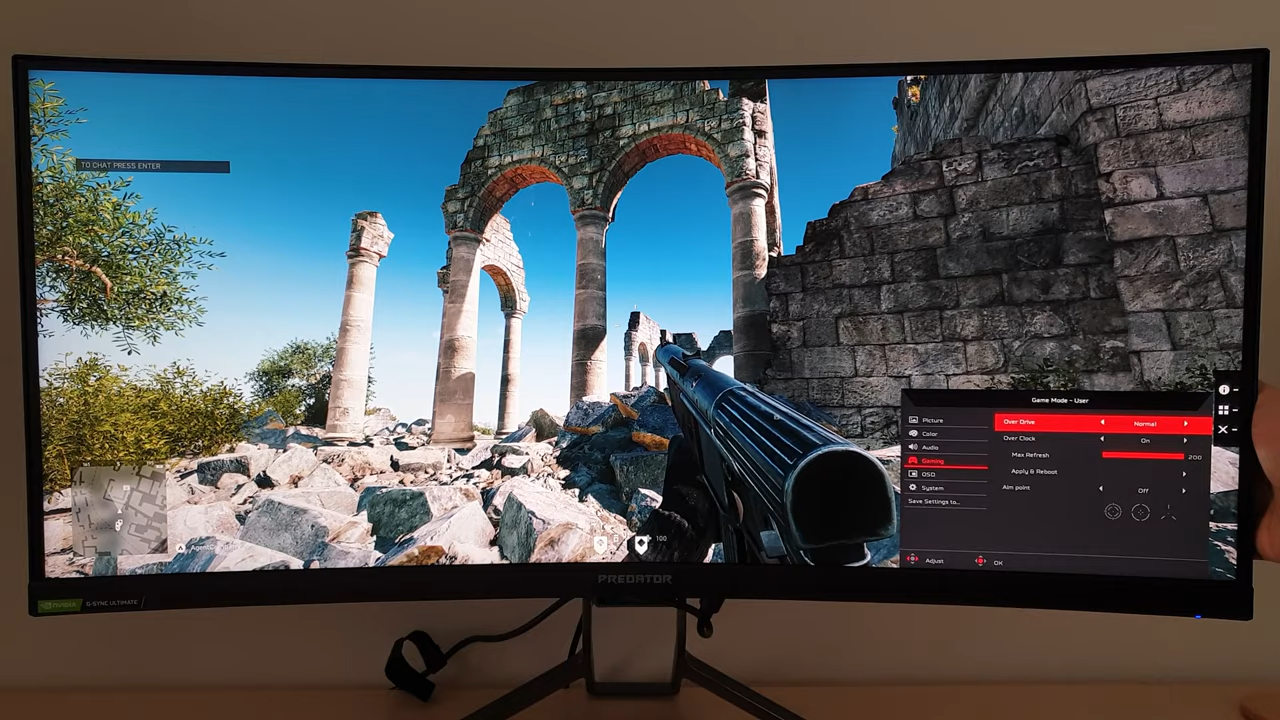 TO CHAT PRESS ENTER
Game Mode - User
Picture
Color
Audio
Gaming
OSD
System
Save Settings to...
Over Drive Normal
Over Clock On
Max Refresh 200
Apply & Reboot
Aim point Off
Adjust OK
100
PREDATOR
NVIDIA G-SYNC ULTIMATE